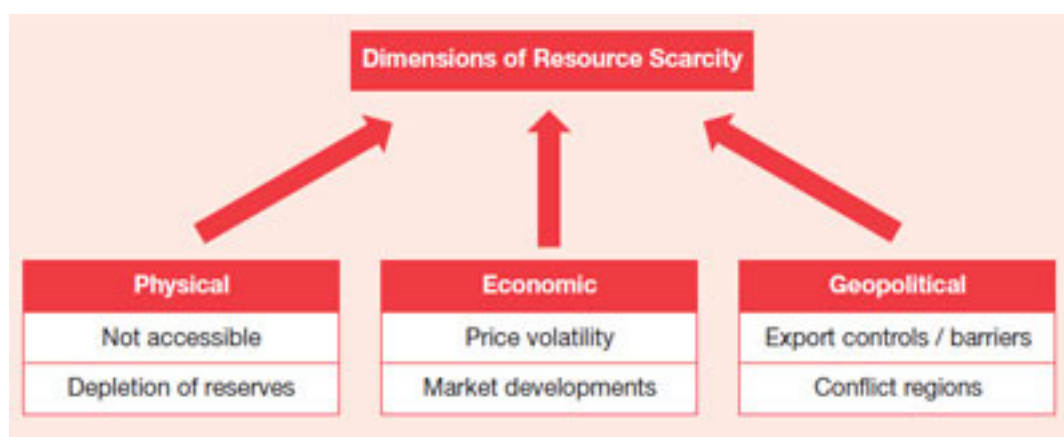 Dimensions of Resource Scarcity
Physical
Not accessible
Depletion of reserves
Economic
Price volatility
Market developments
Geopolitical
Export controls / barriers
Conflict regions